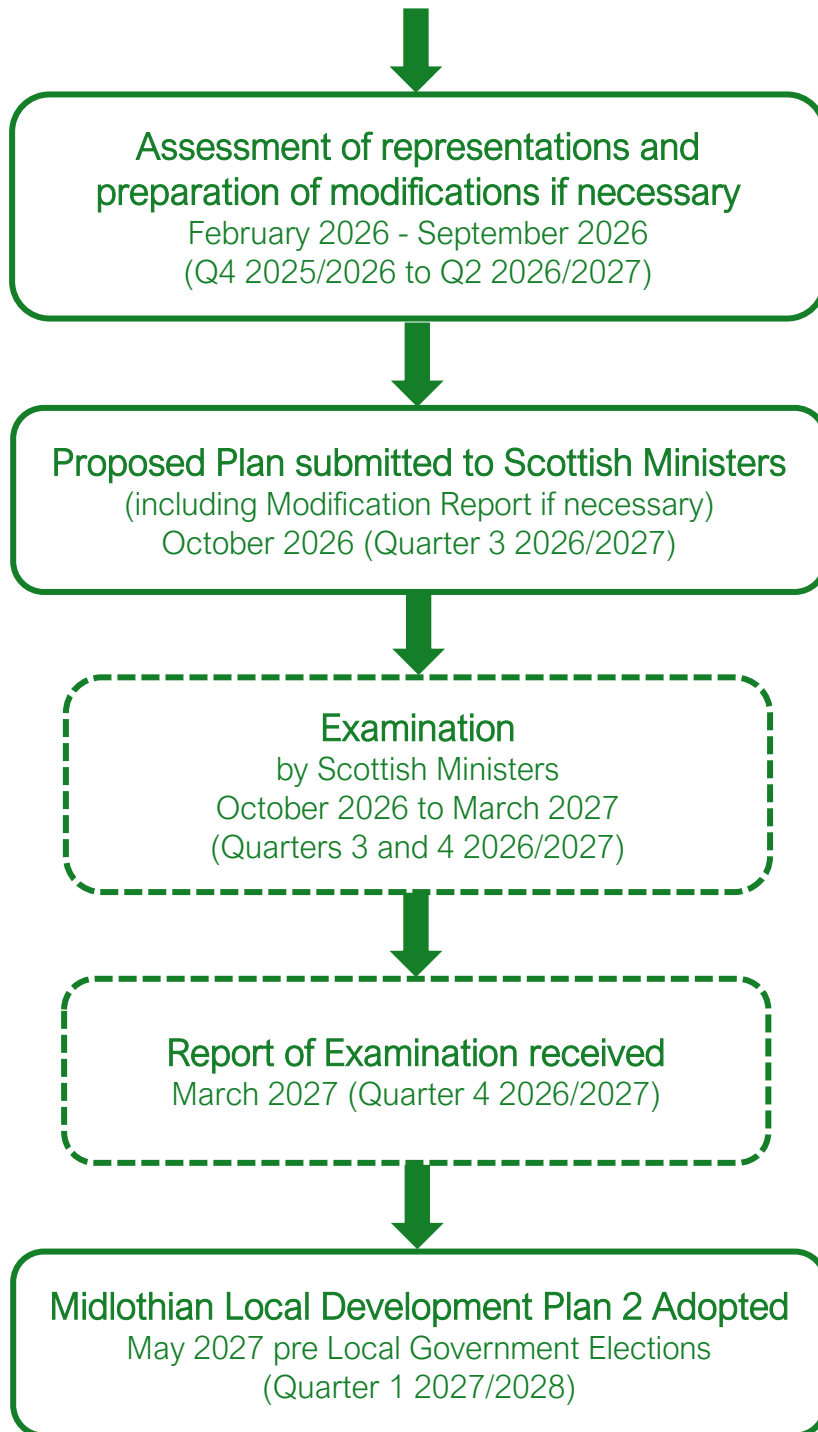 Assessment of representations and
preparation of modifications if necessary
February 2026 - September 2026
(Q4 2025/2026 to Q2 2026/2027)
Proposed Plan submitted to Scottish Ministers
(including Modification Report if necessary)
October 2026 (Quarter 3 2026/2027)
Examination
by Scottish Ministers
October 2026 to March 2027
(Quarters 3 and 4 2026/2027)
Report of Examination received
March 2027 (Quarter 4 2026/2027)
Midlothian Local Development Plan 2 Adopted
May 2027 pre Local Government Elections
(Quarter 1 2027/2028)